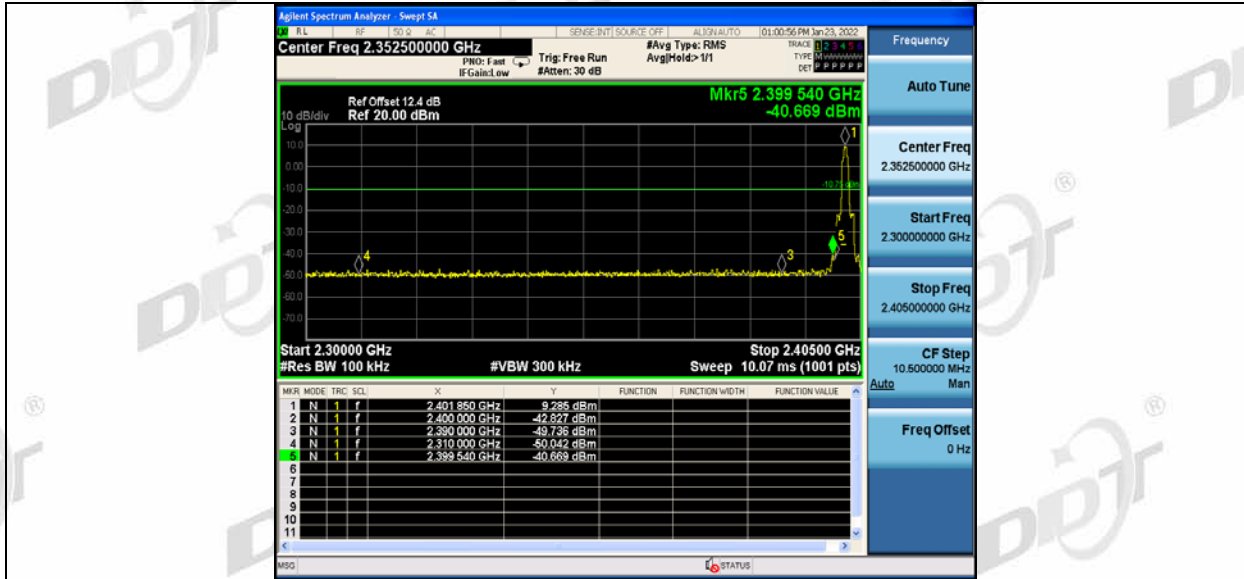 Agilent Spectrum Analyzer - Swept SA
RL RF 50 Ω AC SENSE:INT SOURCE OFF ALIGN AUTO 01:00:56 PM Jan 23, 2022
Center Freq 2.352500000 GHz
PNO: Fast
IFGain:Low
Trig: Free Run
#Atten: 30 dB
#Avg Type: RMS
Avg|Hold:> 1/1
TRACE 1 2 3 4 5 6
TYPE M
DET P P P P P P
Frequency
Auto Tune
Center Freq
2.352500000 GHz
Start Freq
2.300000000 GHz
Stop Freq
2.405000000 GHz
CF Step
10.500000 MHz
Auto Man
Freq Offset
0 Hz
Mkr5 2.399 540 GHz
-40.669 dBm
Ref Offset 12.4 dB
10 dB/div Ref 20.00 dBm
Log
10.0
0.00
-10.0
-20.0
-30.0
-40.0
-50.0
-60.0
-70.0
1
-10.75 dBm
5
3
4
Start 2.30000 GHz Stop 2.40500 GHz
#Res BW 100 kHz #VBW 300 kHz Sweep 10.07 ms (1001 pts)
MKR MODE TRC SCL X Y FUNCTION FUNCTION WIDTH FUNCTION VALUE
1 N 1 f 2.401 850 GHz 9.285 dBm
2 N 1 f 2.400 000 GHz -42.827 dBm
3 N 1 f 2.390 000 GHz -49.736 dBm
4 N 1 f 2.310 000 GHz -50.042 dBm
5 N 1 f 2.399 540 GHz -40.669 dBm
6
7
8
9
10
11
MSG STATUS
DDT
®